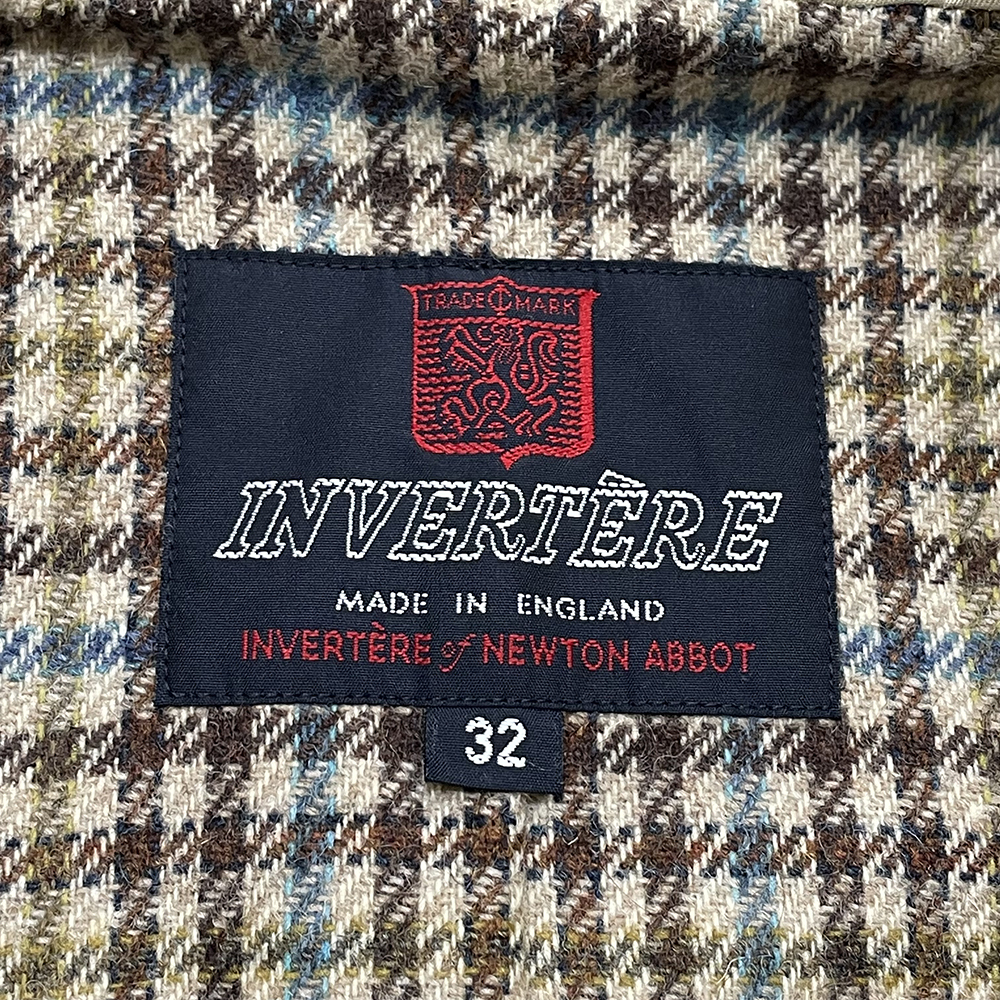 TRADE MARK
INVERTÈRE
MADE IN ENGLAND
INVERTÈRE of NEWTON ABBOT
32